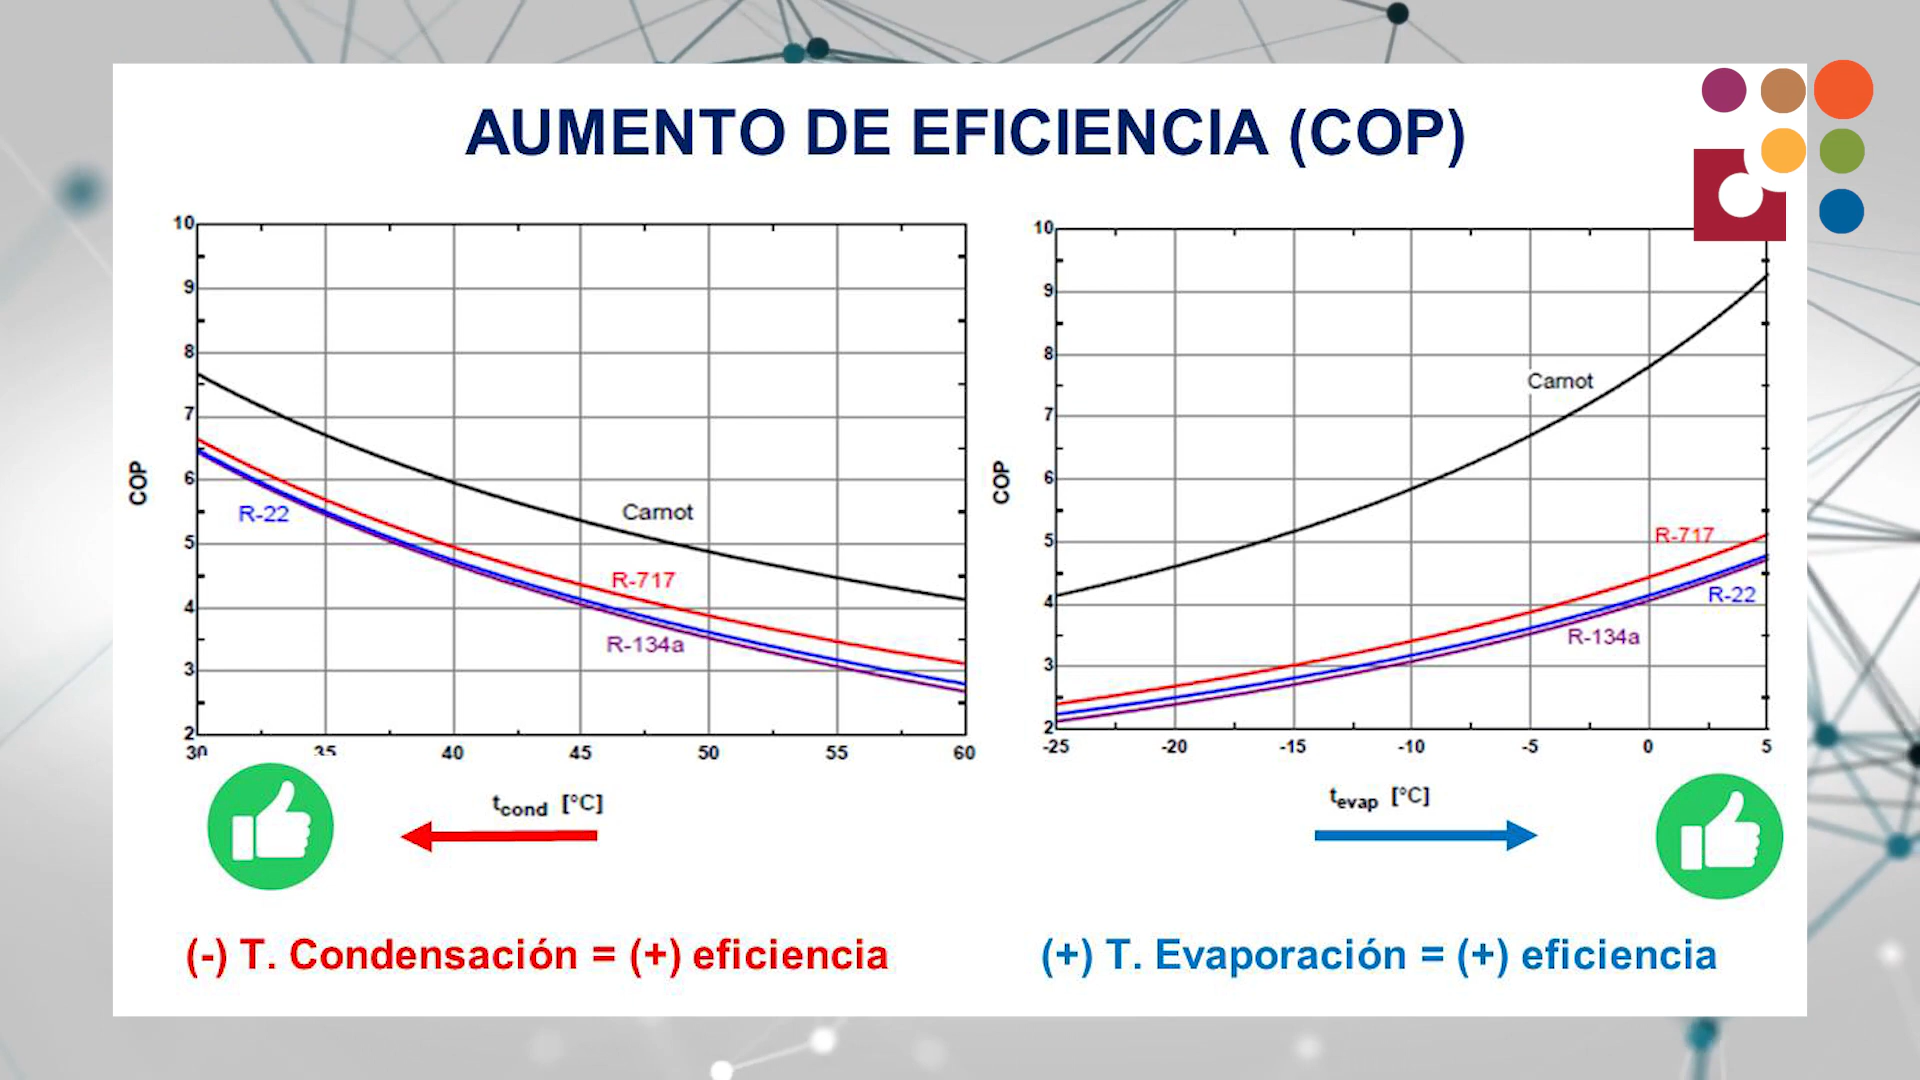 AUMENTO DE EFICIENCIA (COP)
10
9
8
7
6
5
4
3
2
COP
Carnot
R-22
R-717
R-134a
30 35 40 45 50 55 60
tcond [°C]
(-) T. Condensación = (+) eficiencia
10
9
8
7
6
5
4
3
2
COP
Carnot
R-717
R-22
R-134a
-25 -20 -15 -10 -5 0 5
tevap [°C]
(+) T. Evaporación = (+) eficiencia